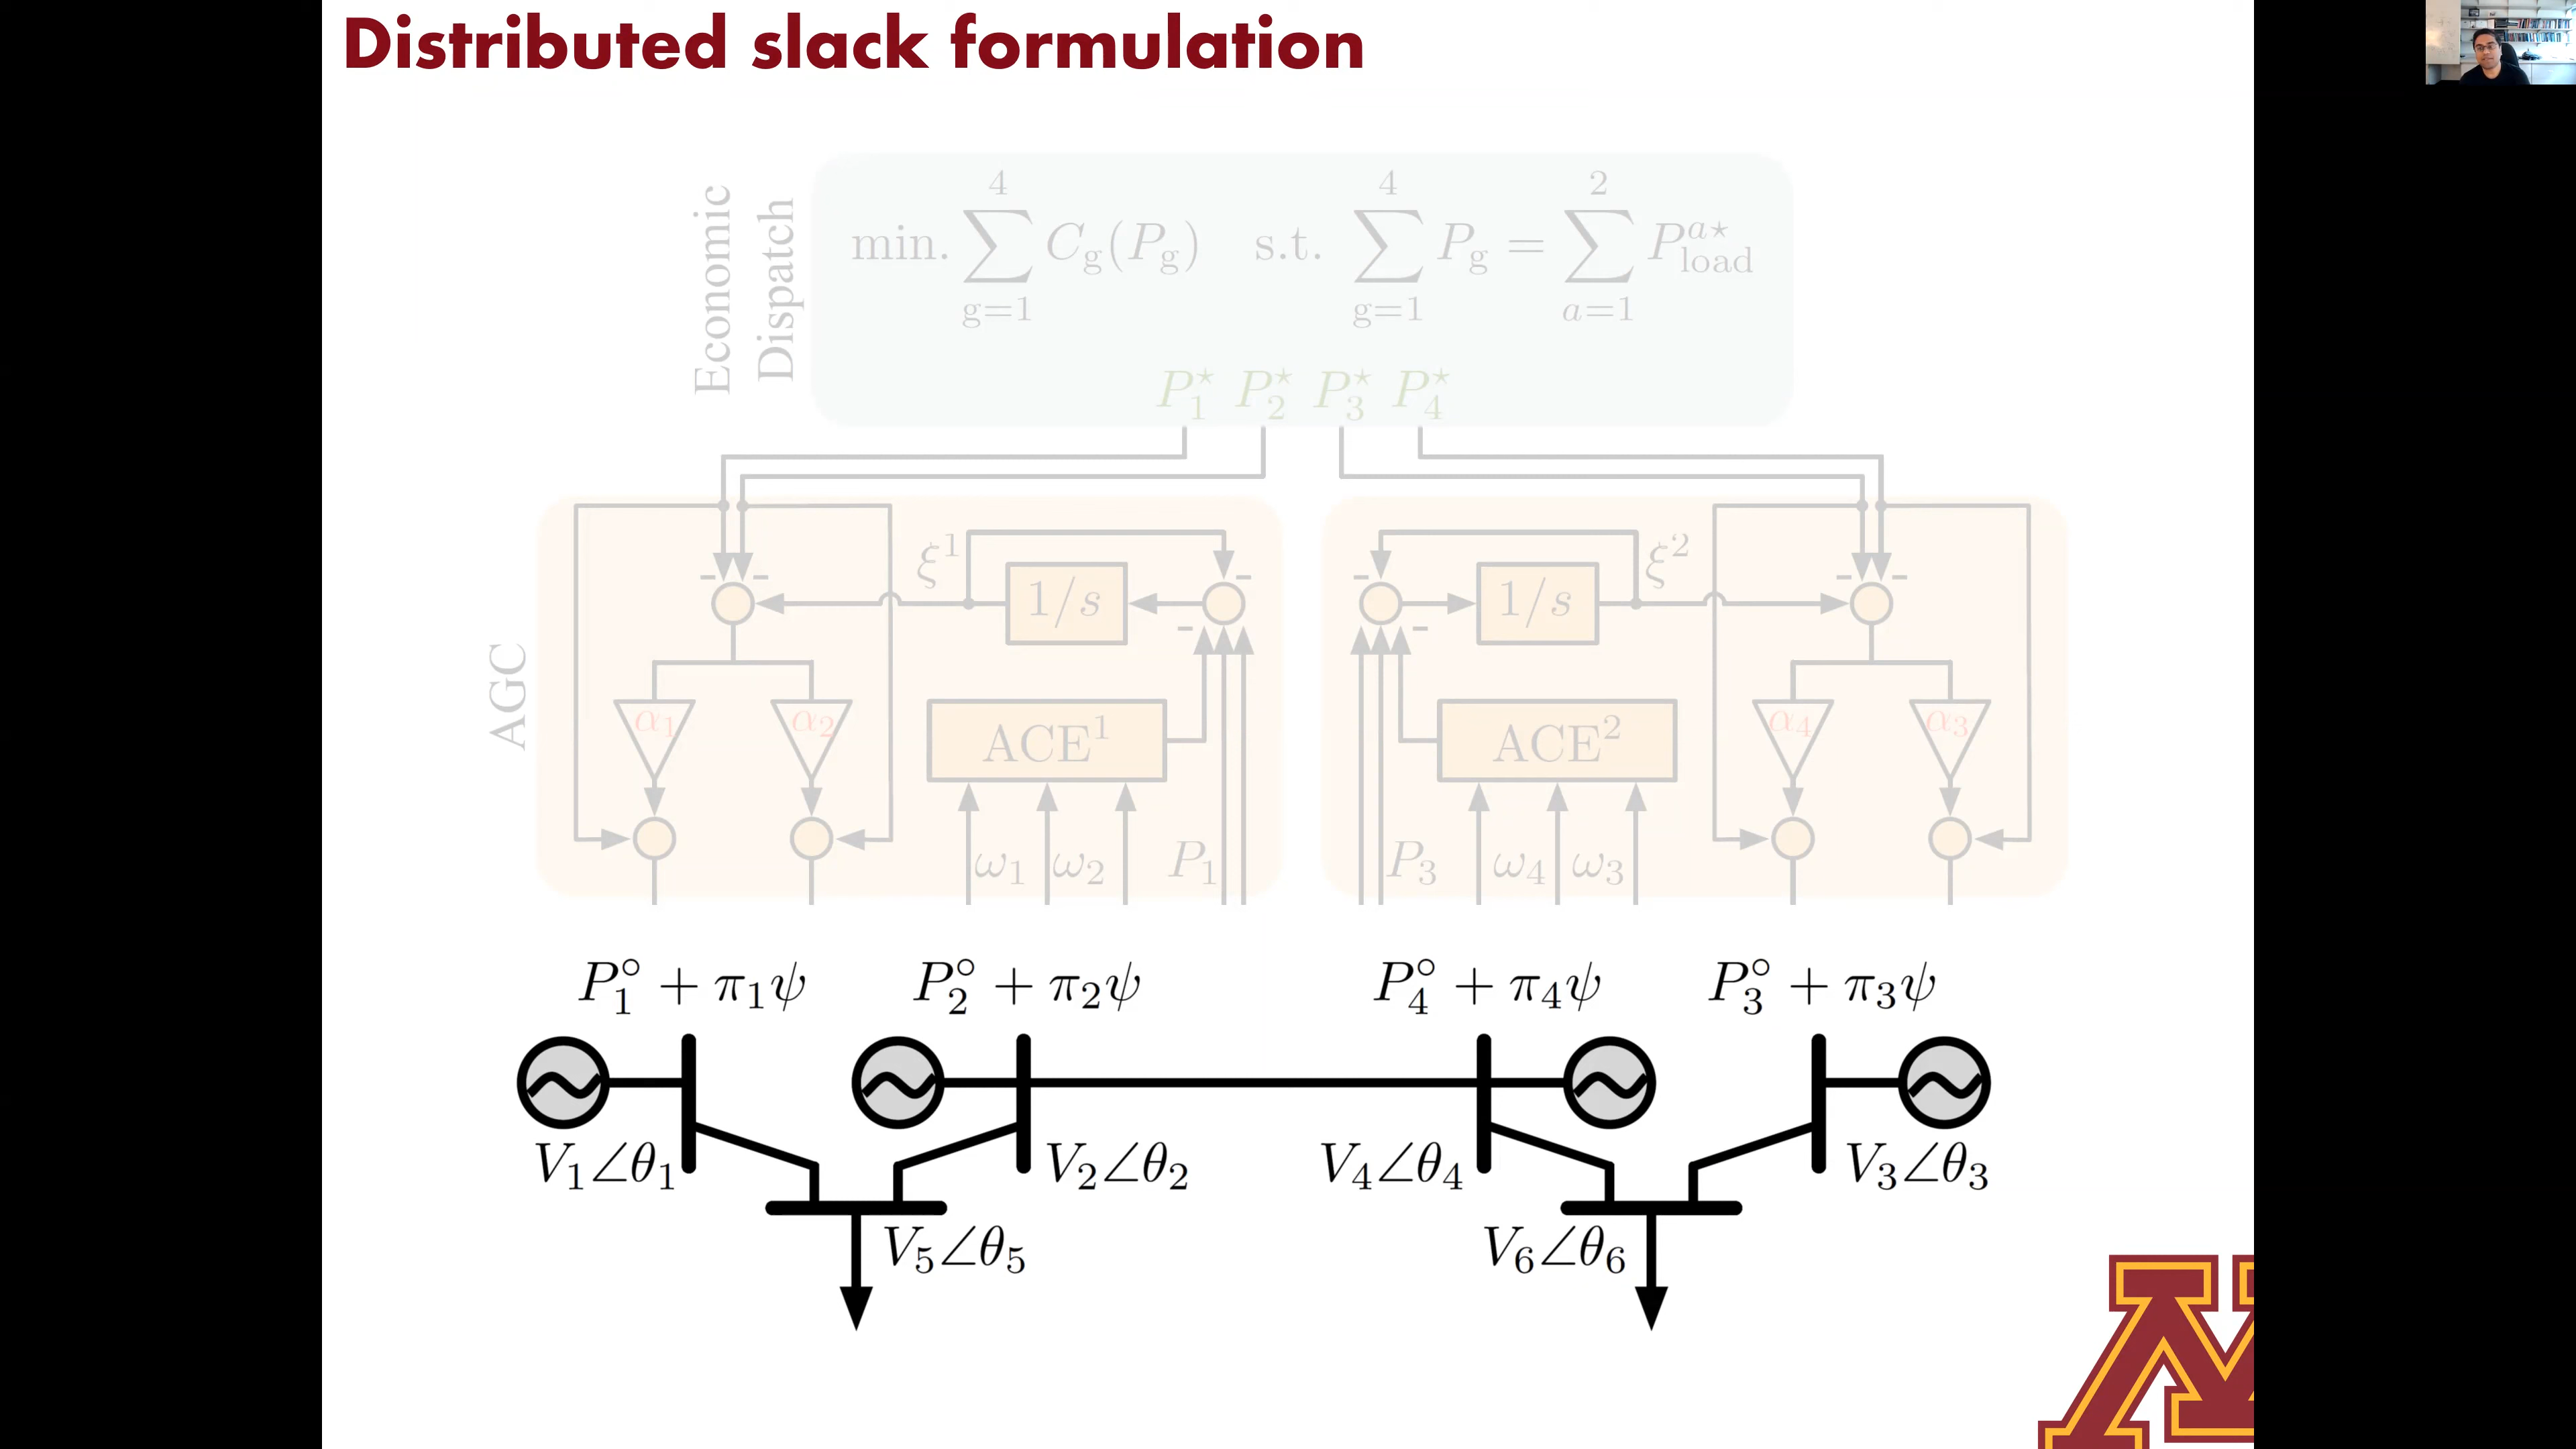 Distributed slack formulation
Economic
Dispatch
min. ∑_{g=1}^{4} C_g(P_g) s.t. ∑_{g=1}^{4} P_g = ∑_{a=1}^{2} P_load^{a⋆}
P_1^⋆ P_2^⋆ P_3^⋆ P_4^⋆
AGC
ξ^1 1/s - - - -
1/s ξ^2 - - - -
α_1 α_2 ACE^1
ACE^2 α_4 α_3
ω_1 ω_2 P_1
P_3 ω_4 ω_3
P_1^° + π_1ψ P_2^° + π_2ψ P_4^° + π_4ψ P_3^° + π_3ψ
V_1∠θ_1 V_2∠θ_2 V_4∠θ_4 V_3∠θ_3
V_5∠θ_5 V_6∠θ_6
M